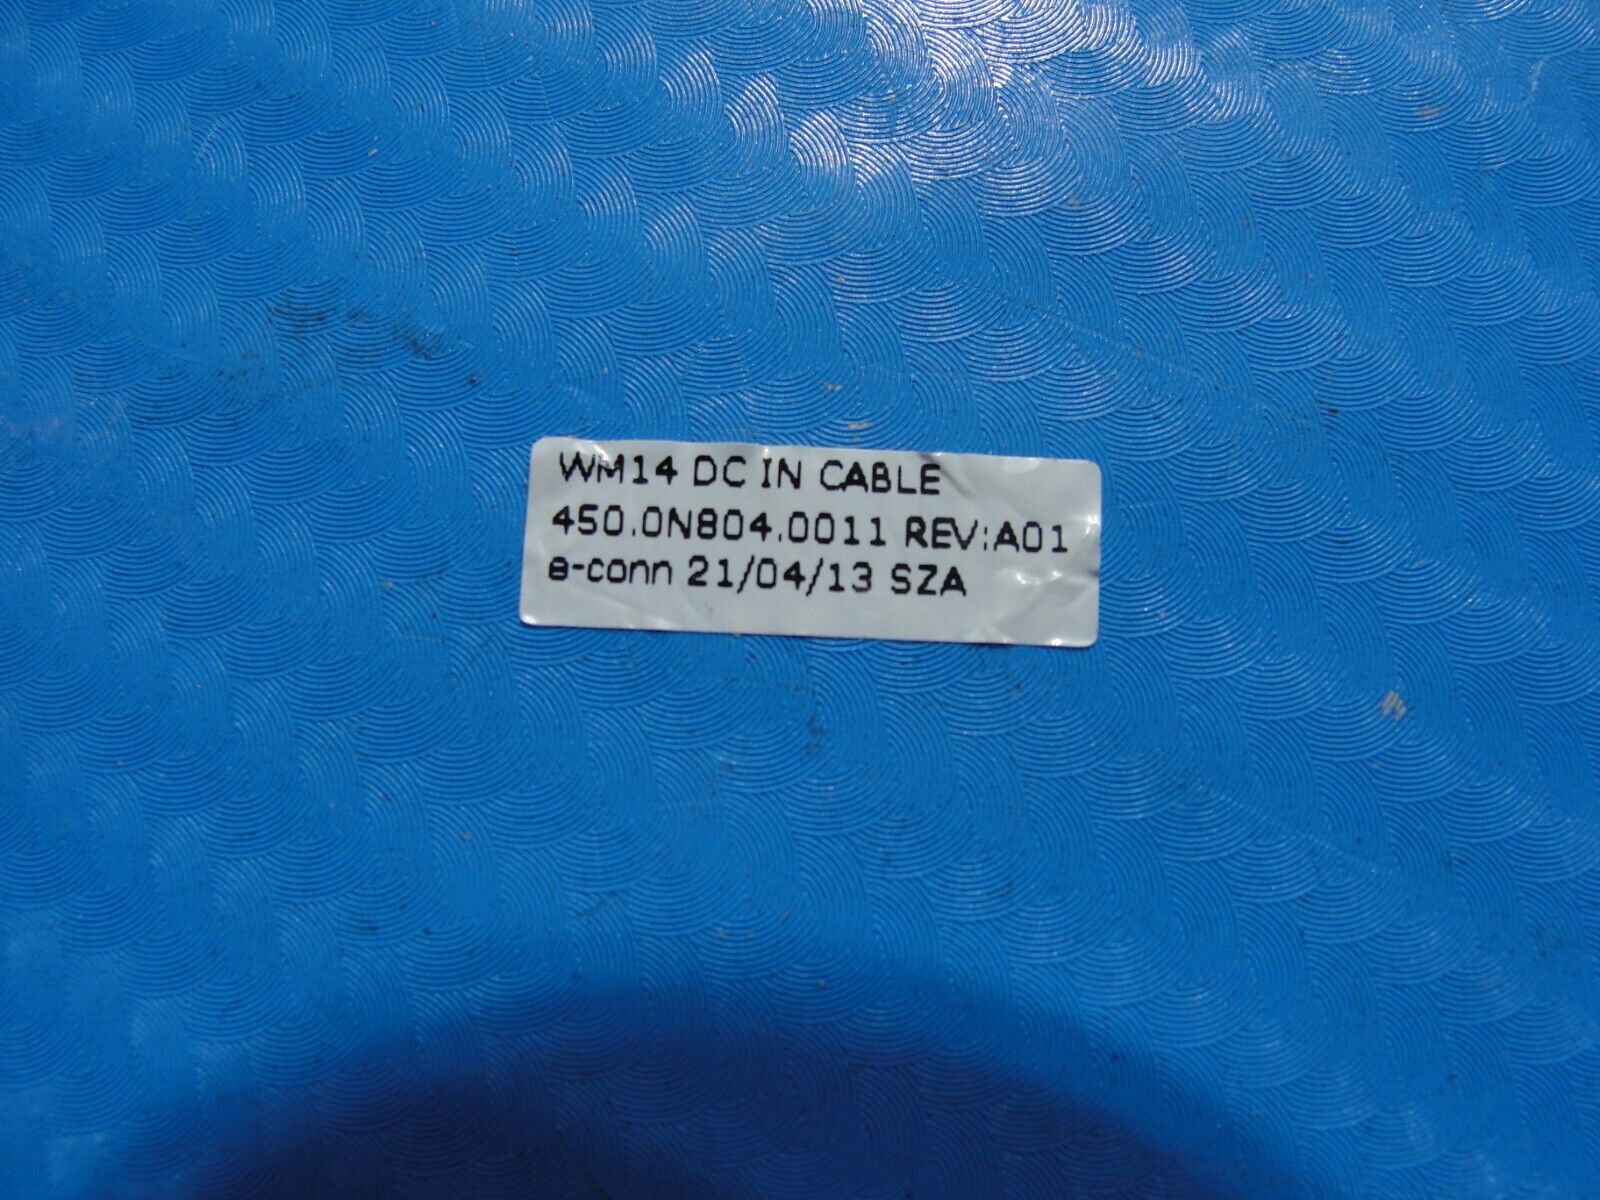 WM14 DC IN CABLE
450.0N804.0011 REV:A01
e-conn 21/04/13 SZA